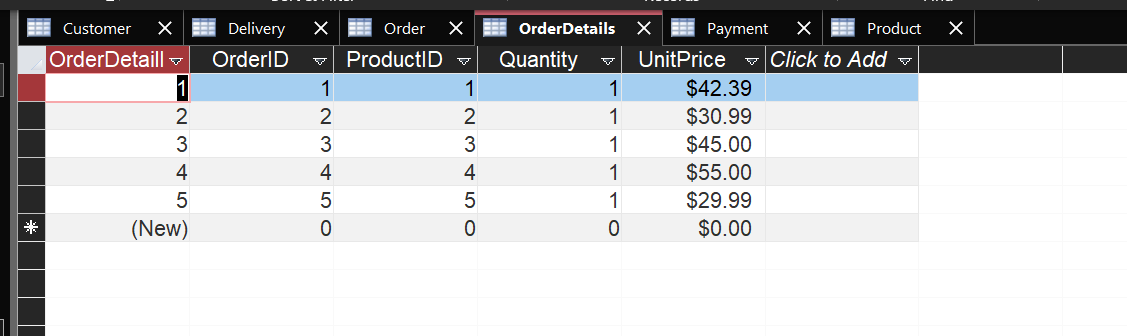 Customer Delivery Order OrderDetails Payment Product
OrderDetailI OrderID ProductID Quantity UnitPrice Click to Add
1 1 1 1 $42.39
2 2 2 1 $30.99
3 3 3 1 $45.00
4 4 4 1 $55.00
5 5 5 1 $29.99
(New) 0 0 0 $0.00